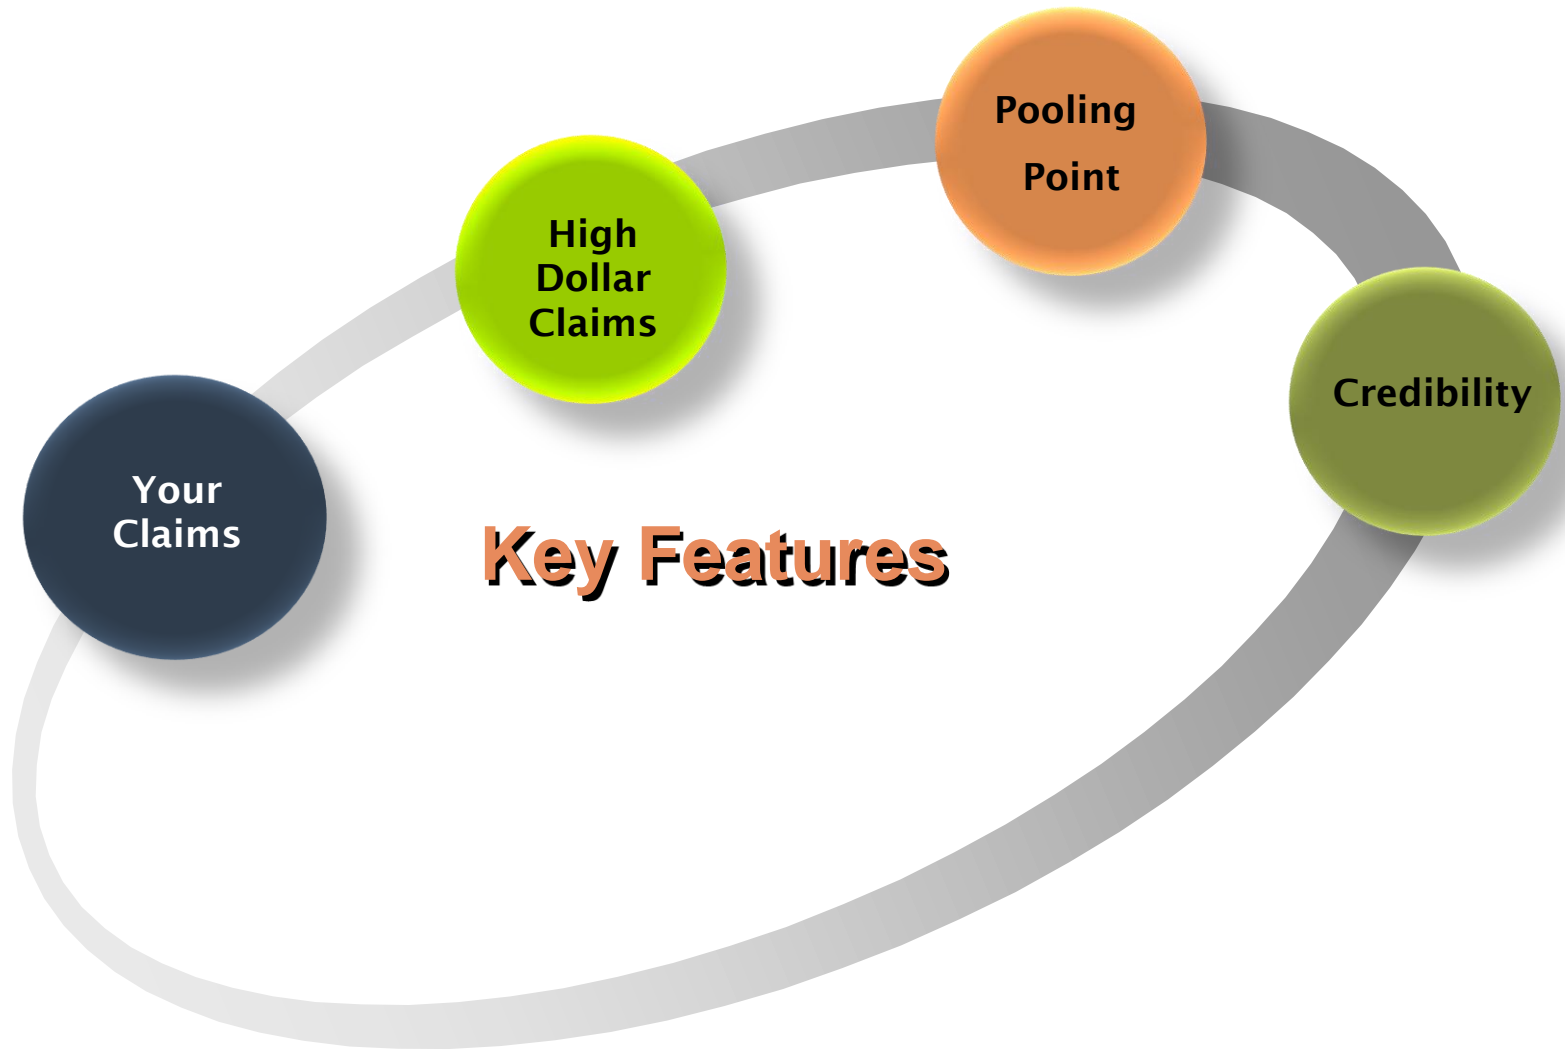 Pooling
Point
High
Dollar
Claims
Credibility
Your
Claims
Key Features